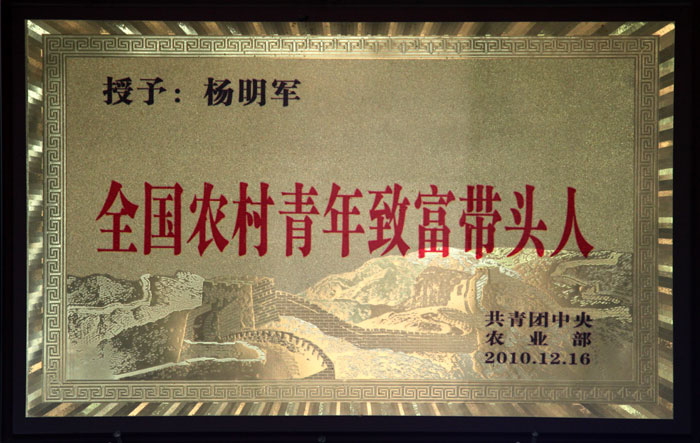 授予：杨明军
全国农村青年致富带头人
共青团中央
农业部
2010.12.16